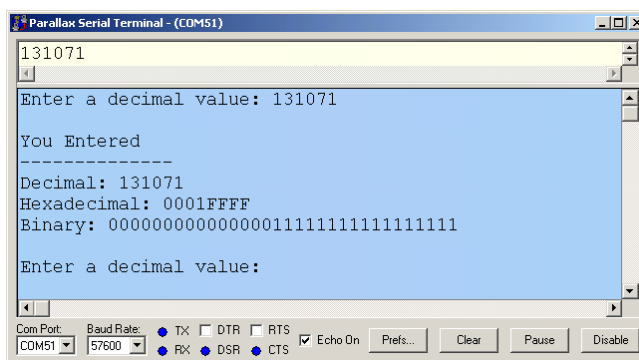 Parallax Serial Terminal - (COM51)
131071
Enter a decimal value: 131071
You Entered
--------------
Decimal: 131071
Hexadecimal: 0001FFFF
Binary: 00000000000000011111111111111111
Enter a decimal value:
Com Port: Baud Rate: TX DTR RTS
COM51 57600 RX DSR CTS Echo On Prefs... Clear Pause Disable